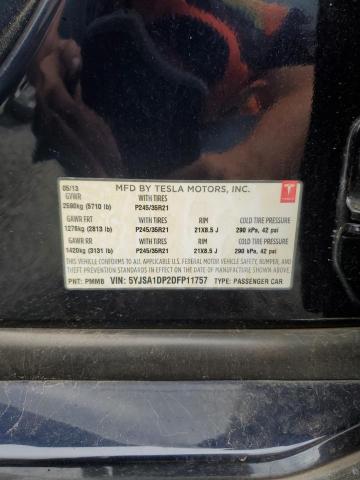 05/13 MFD BY TESLA MOTORS, INC.
GVWR WITH TIRES
2590kg (5710 lb) P245/35R21
GAWR FRT WITH TIRES RIM COLD TIRE PRESSURE
1276kg (2813 lb) P245/35R21 21X8.5 J 290 kPa, 42 psi
GAWR RR WITH TIRES RIM COLD TIRE PRESSURE
1420kg (3131 lb) P245/35R21 21X8.5 J 290 kPa, 42 psi
THIS VEHICLE CONFORMS TO ALL APPLICABLE U.S. FEDERAL MOTOR VEHICLE SAFETY, BUMPER,
AND THEFT PREVENTION STANDARDS IN EFFECT ON THE DATE OF MANUFACTURE SHOWN ABOVE.
PNT: PMMB VIN: 5YJSA1DP2DFP11757 TYPE: PASSENGER CAR
TESLA